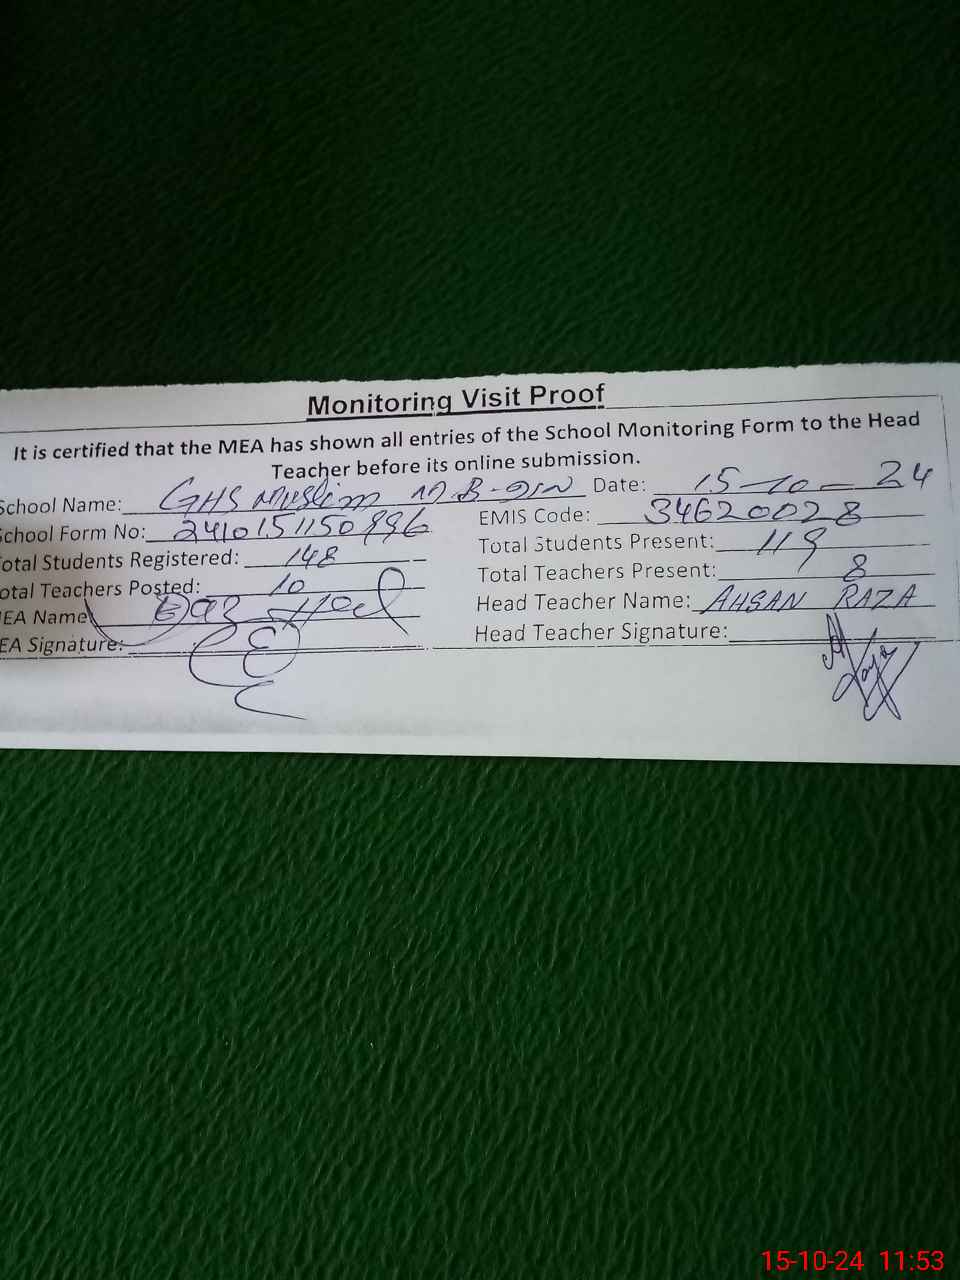 Monitoring Visit Proof
It is certified that the MEA has shown all entries of the School Monitoring Form to the Head
Teacher before its online submission.
School Name: GHS Muslim M.B-Din Date: 15-10-24
School Form No: 2410151150996 EMIS Code: 34620028
Total Students Registered: 148 Total Students Present: 119
Total Teachers Posted: 10 Total Teachers Present: 8
MEA Name Head Teacher Name: AHSAN RAZA
EA Signature: Head Teacher Signature:
15-10-24 11:53